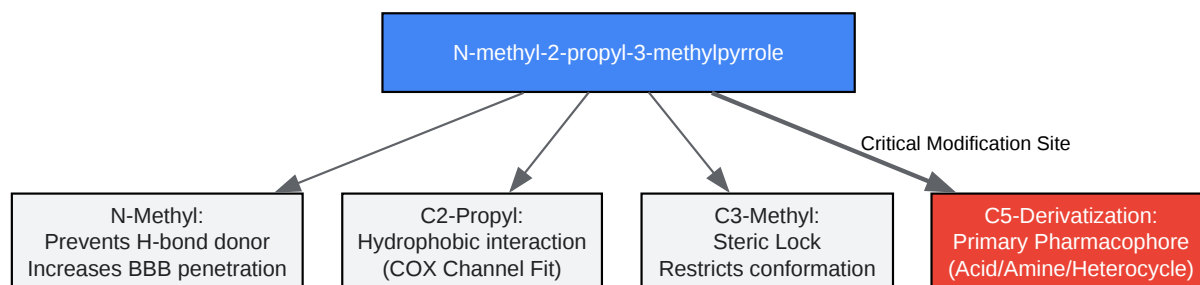 N-methyl-2-propyl-3-methylpyrrole
Critical Modification Site
N-Methyl:
Prevents H-bond donor
Increases BBB penetration
C2-Propyl:
Hydrophobic interaction
(COX Channel Fit)
C3-Methyl:
Steric Lock
Restricts conformation
C5-Derivatization:
Primary Pharmacophore
(Acid/Amine/Heterocycle)